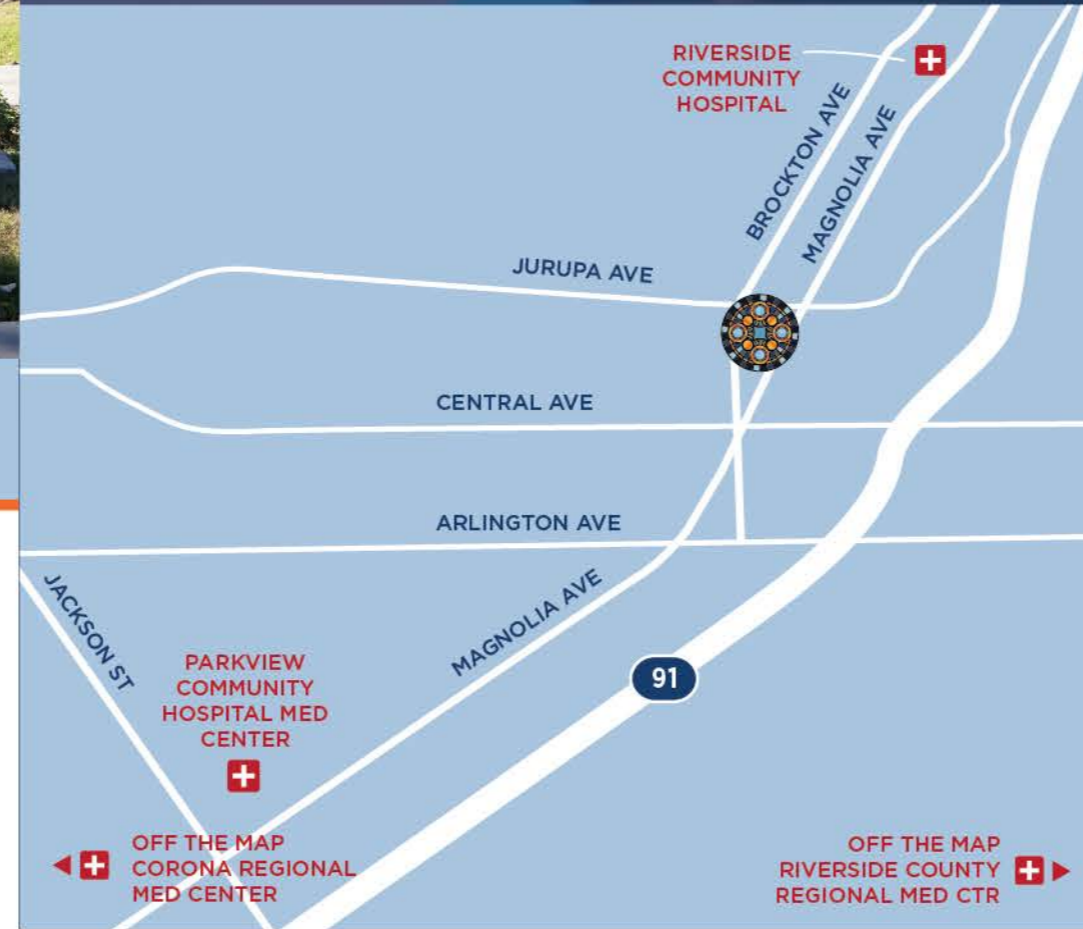 RIVERSIDE
COMMUNITY
HOSPITAL
BROCKTON AVE
MAGNOLIA AVE
JURUPA AVE
CENTRAL AVE
ARLINGTON AVE
JACKSON ST
MAGNOLIA AVE
PARKVIEW
COMMUNITY
HOSPITAL MED
CENTER
91
OFF THE MAP
CORONA REGIONAL
MED CENTER
OFF THE MAP
RIVERSIDE COUNTY
REGIONAL MED CTR